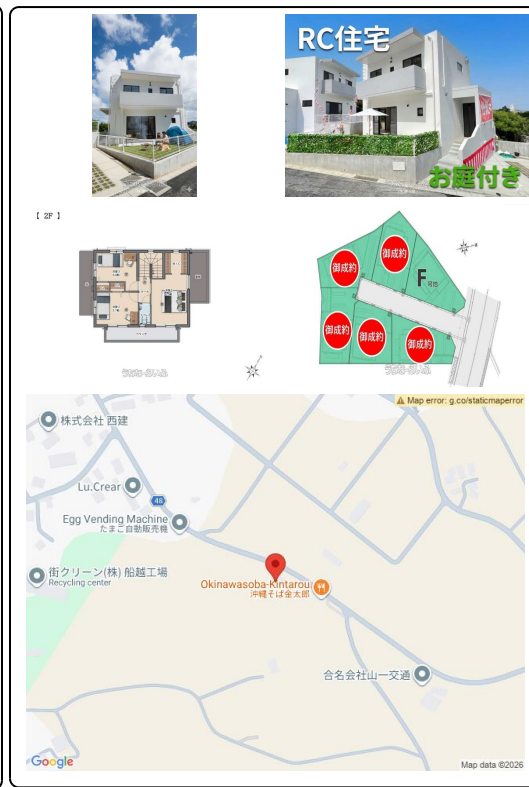 RC住宅
お庭付き
【 2F 】
御成約
御成約
F号地
御成約
御成約
御成約
Map error: g.co/staticmaperror
株式会社 西建
Lu.Crear
48
Egg Vending Machine
たまご自動販売機
街クリーン(株) 船越工場
Recycling center
Okinawasoba-Kintarou
沖縄そば金太郎
合名会社山一交通
Google
Map data ©2026